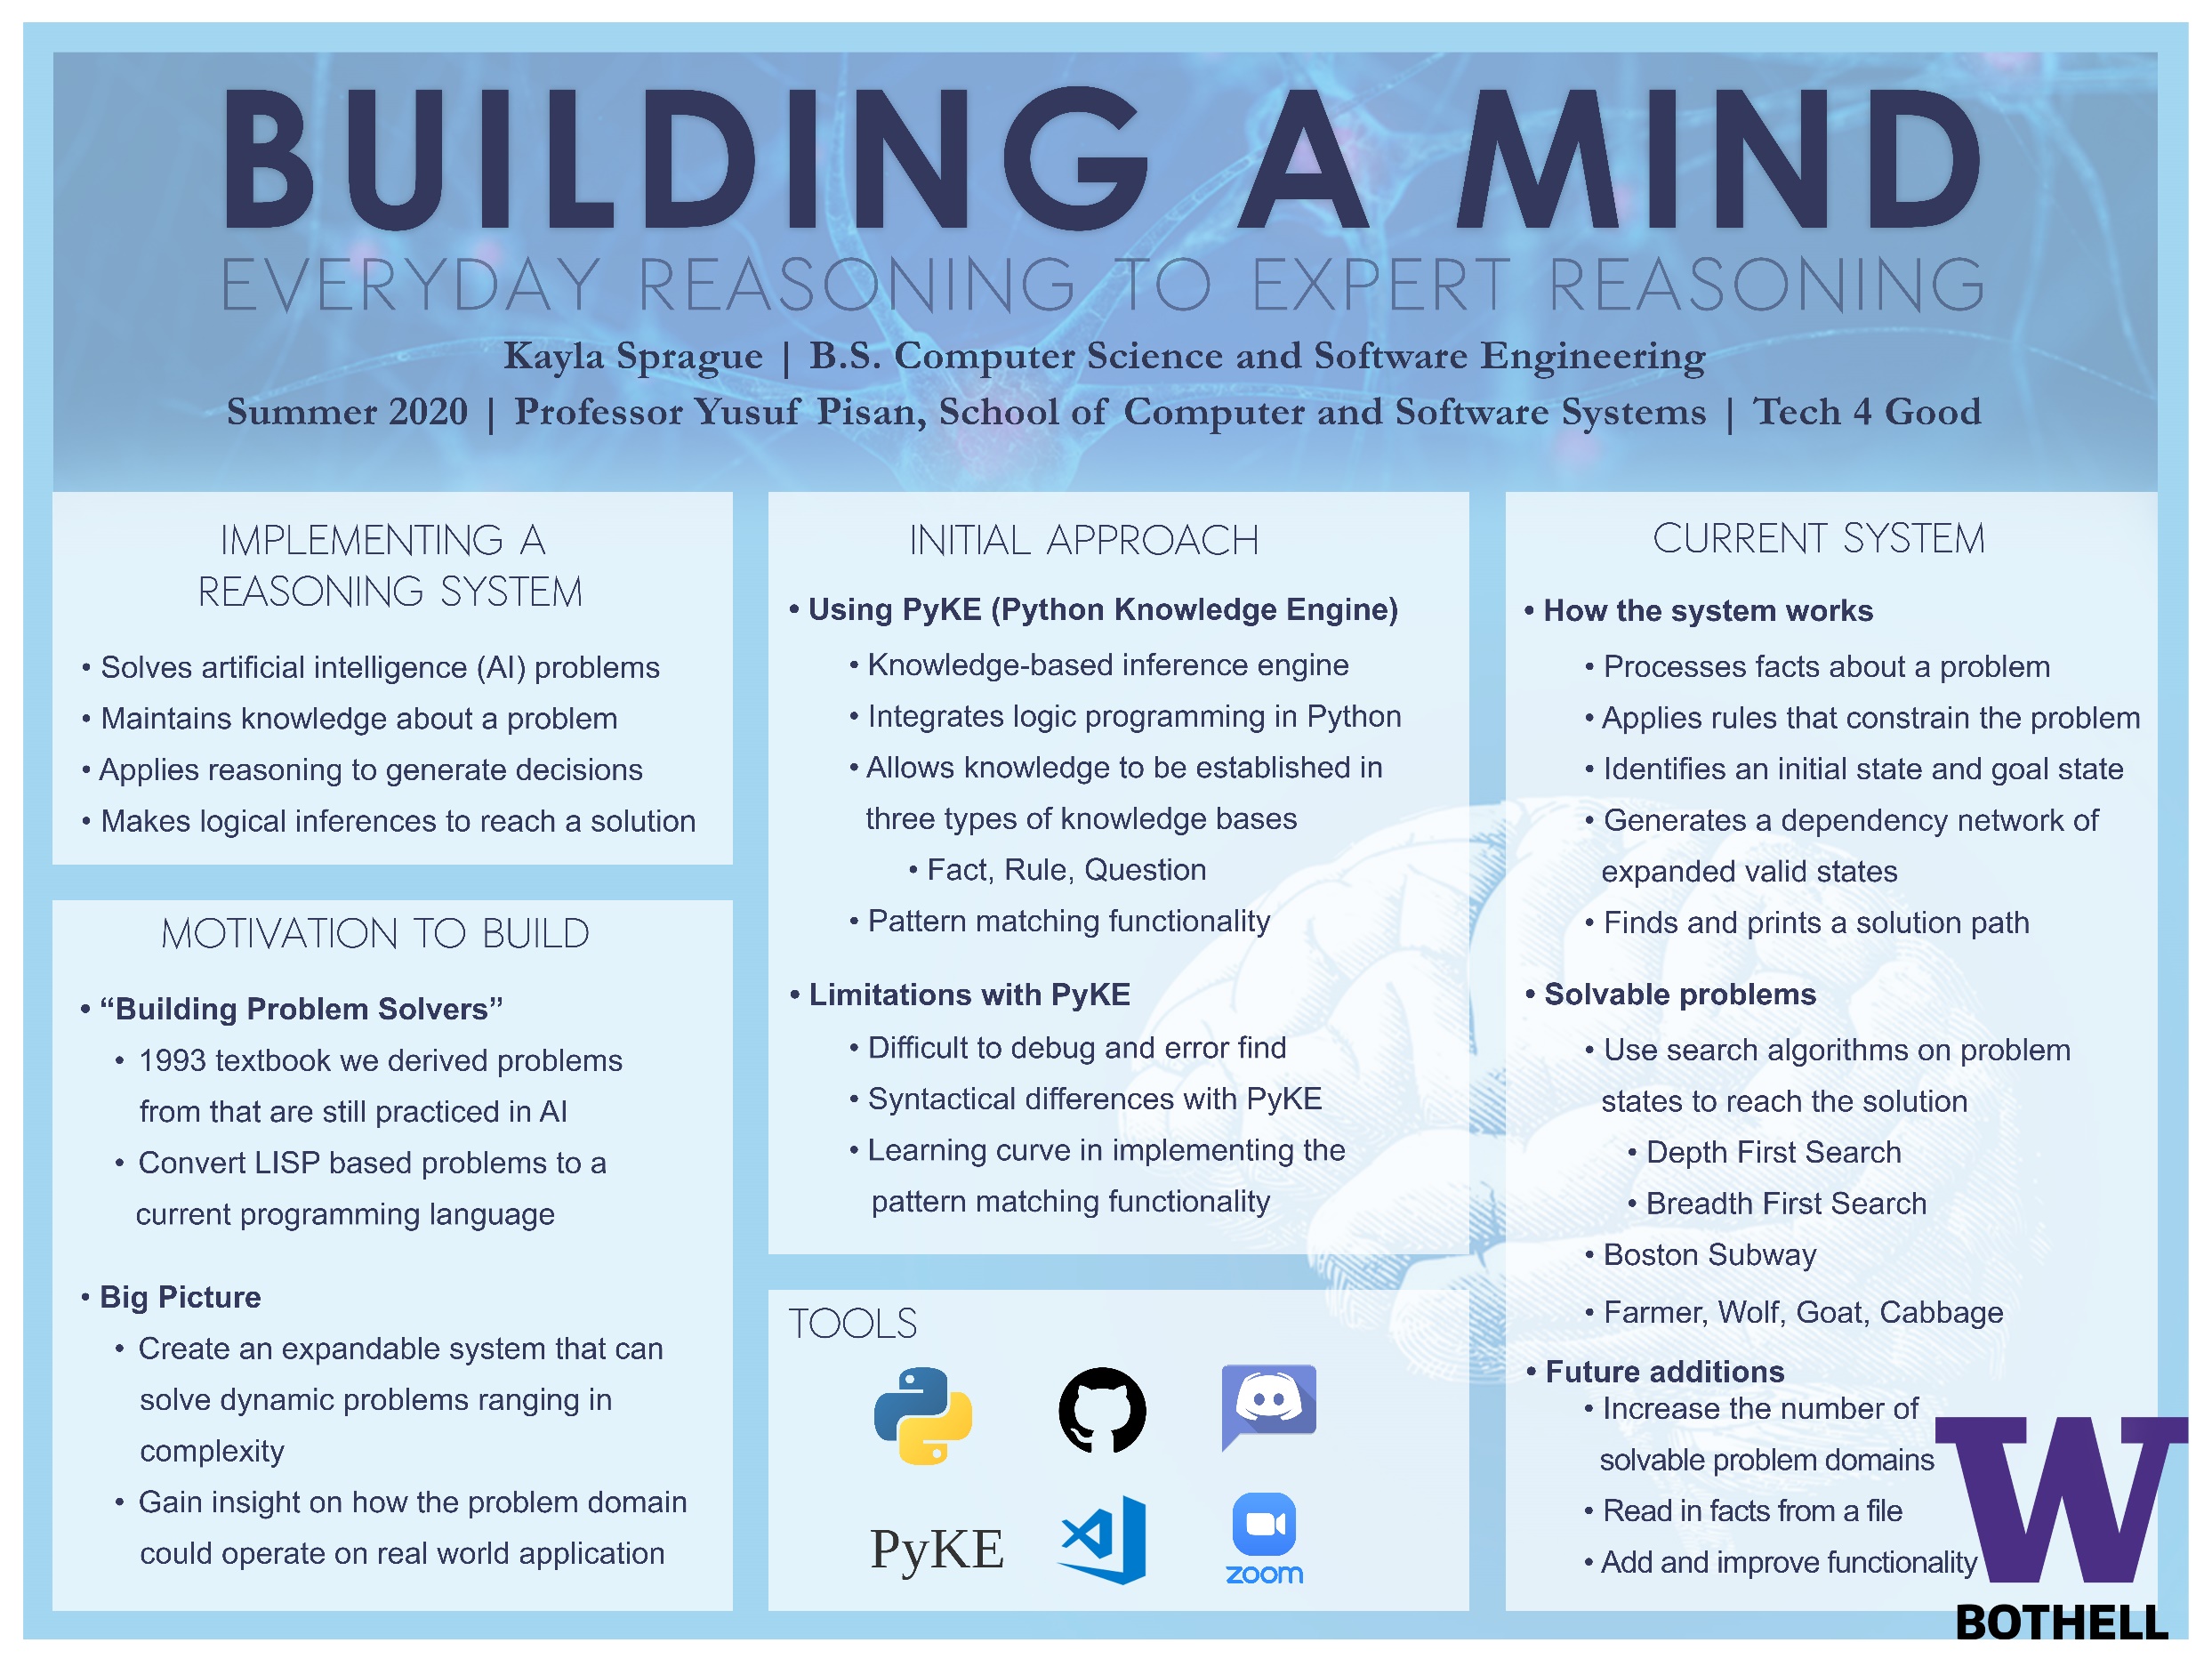 BUILDING A MIND
EVERYDAY REASONING TO EXPERT REASONING
Kayla Sprague | B.S. Computer Science and Software Engineering
Summer 2020 | Professor Yusuf Pisan, School of Computer and Software Systems | Tech 4 Good
IMPLEMENTING A
REASONING SYSTEM
• Solves artificial intelligence (AI) problems
• Maintains knowledge about a problem
• Applies reasoning to generate decisions
• Makes logical inferences to reach a solution
MOTIVATION TO BUILD
• “Building Problem Solvers”
• 1993 textbook we derived problems
from that are still practiced in AI
• Convert LISP based problems to a
current programming language
• Big Picture
• Create an expandable system that can
solve dynamic problems ranging in
complexity
• Gain insight on how the problem domain
could operate on real world application
INITIAL APPROACH
• Using PyKE (Python Knowledge Engine)
• Knowledge-based inference engine
• Integrates logic programming in Python
• Allows knowledge to be established in
three types of knowledge bases
• Fact, Rule, Question
• Pattern matching functionality
• Limitations with PyKE
• Difficult to debug and error find
• Syntactical differences with PyKE
• Learning curve in implementing the
pattern matching functionality
TOOLS
PyKE
zoom
CURRENT SYSTEM
• How the system works
• Processes facts about a problem
• Applies rules that constrain the problem
• Identifies an initial state and goal state
• Generates a dependency network of
expanded valid states
• Finds and prints a solution path
• Solvable problems
• Use search algorithms on problem
states to reach the solution
• Depth First Search
• Breadth First Search
• Boston Subway
• Farmer, Wolf, Goat, Cabbage
• Future additions
• Increase the number of
solvable problem domains
• Read in facts from a file
• Add and improve functionality
W
BOTHELL